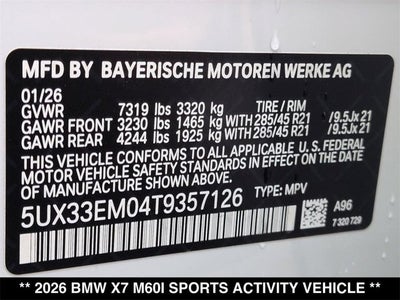 MFD BY BAYERISCHE MOTOREN WERKE AG
01/26
GVWR 7319 lbs 3320 kg TIRE / RIM
GAWR FRONT 3230 lbs 1465 kg WITH 285/45 R21 /9.5Jx 21
GAWR REAR 4244 lbs 1925 kg WITH 285/45 R21 /9.5Jx 21
THIS VEHICLE CONFORMS TO ALL APPLICABLE U.S. FEDERAL
MOTOR VEHICLE SAFETY STANDARDS IN EFFECT ON THE
DATE OF MANUFACTURE SHOWN ABOVE.
5UX33EM04T9357126 TYPE: MPV
A96
7 320 729
** 2026 BMW X7 M60I SPORTS ACTIVITY VEHICLE **